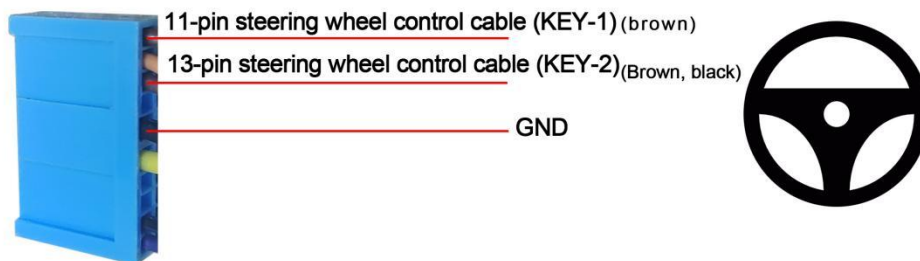 11-pin steering wheel control cable (KEY-1) (brown)
13-pin steering wheel control cable (KEY-2) (Brown, black)
GND